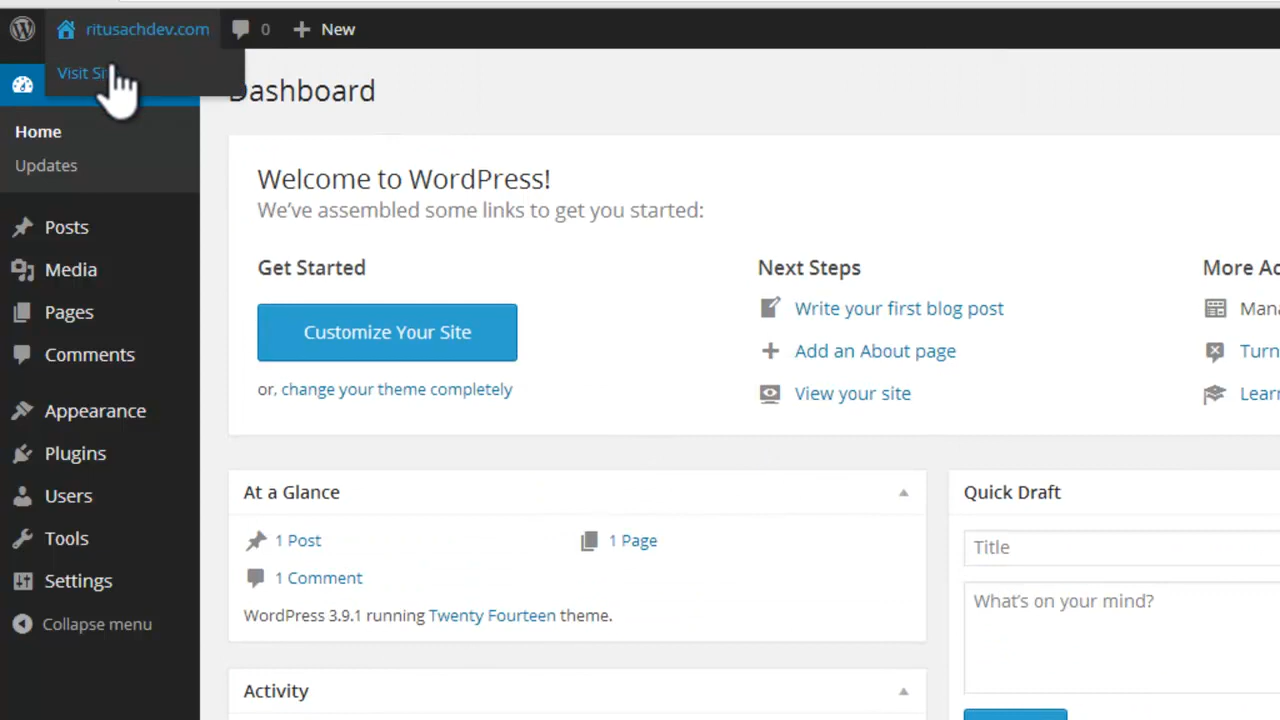 ritusachdev.com 0 New
Visit
Dashboard
Home
Updates
Posts
Media
Pages
Comments
Appearance
Plugins
Users
Tools
Settings
Collapse menu
Welcome to WordPress!
We've assembled some links to get you started:
Get Started
Customize Your Site
or, change your theme completely
Next Steps
Write your first blog post
Add an About page
View your site
More
Turn
At a Glance
1 Post
1 Page
1 Comment
WordPress 3.9.1 running Twenty Fourteen theme.
Activity
Quick Draft
Title
What's on your mind?